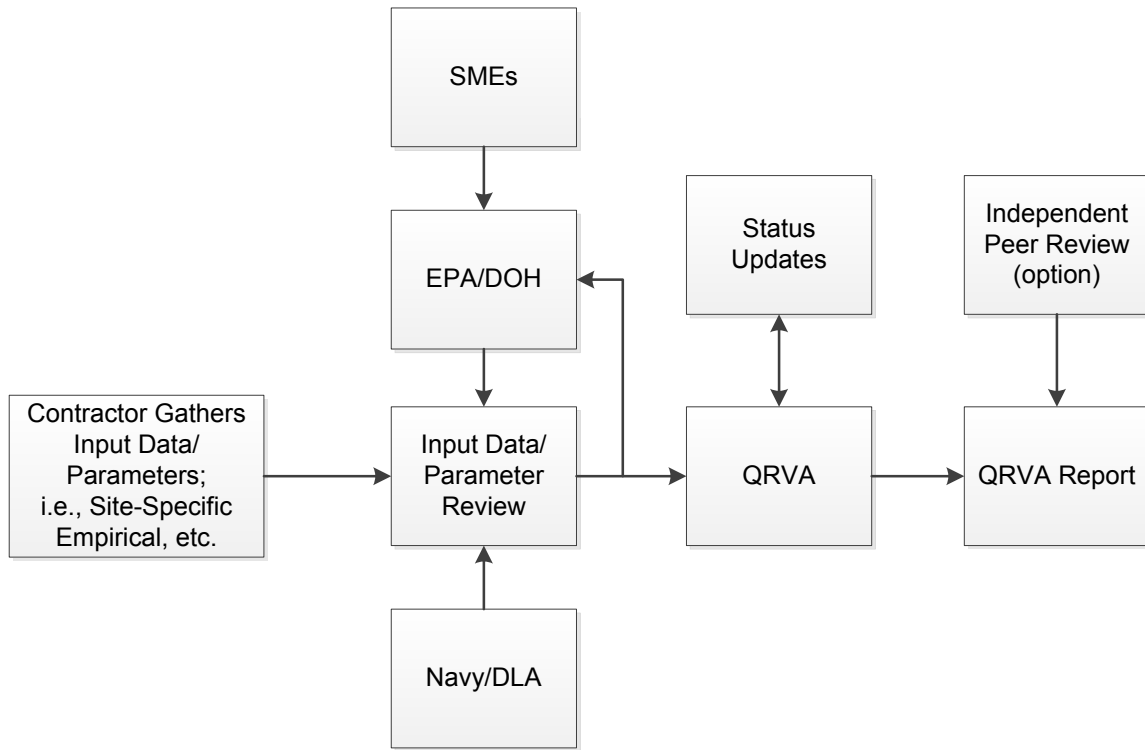 SMEs
EPA/DOH
Status
Updates
Independent
Peer Review
(option)
Contractor Gathers
Input Data/
Parameters;
i.e., Site-Specific
Empirical, etc.
Input Data/
Parameter
Review
QRVA
QRVA Report
Navy/DLA